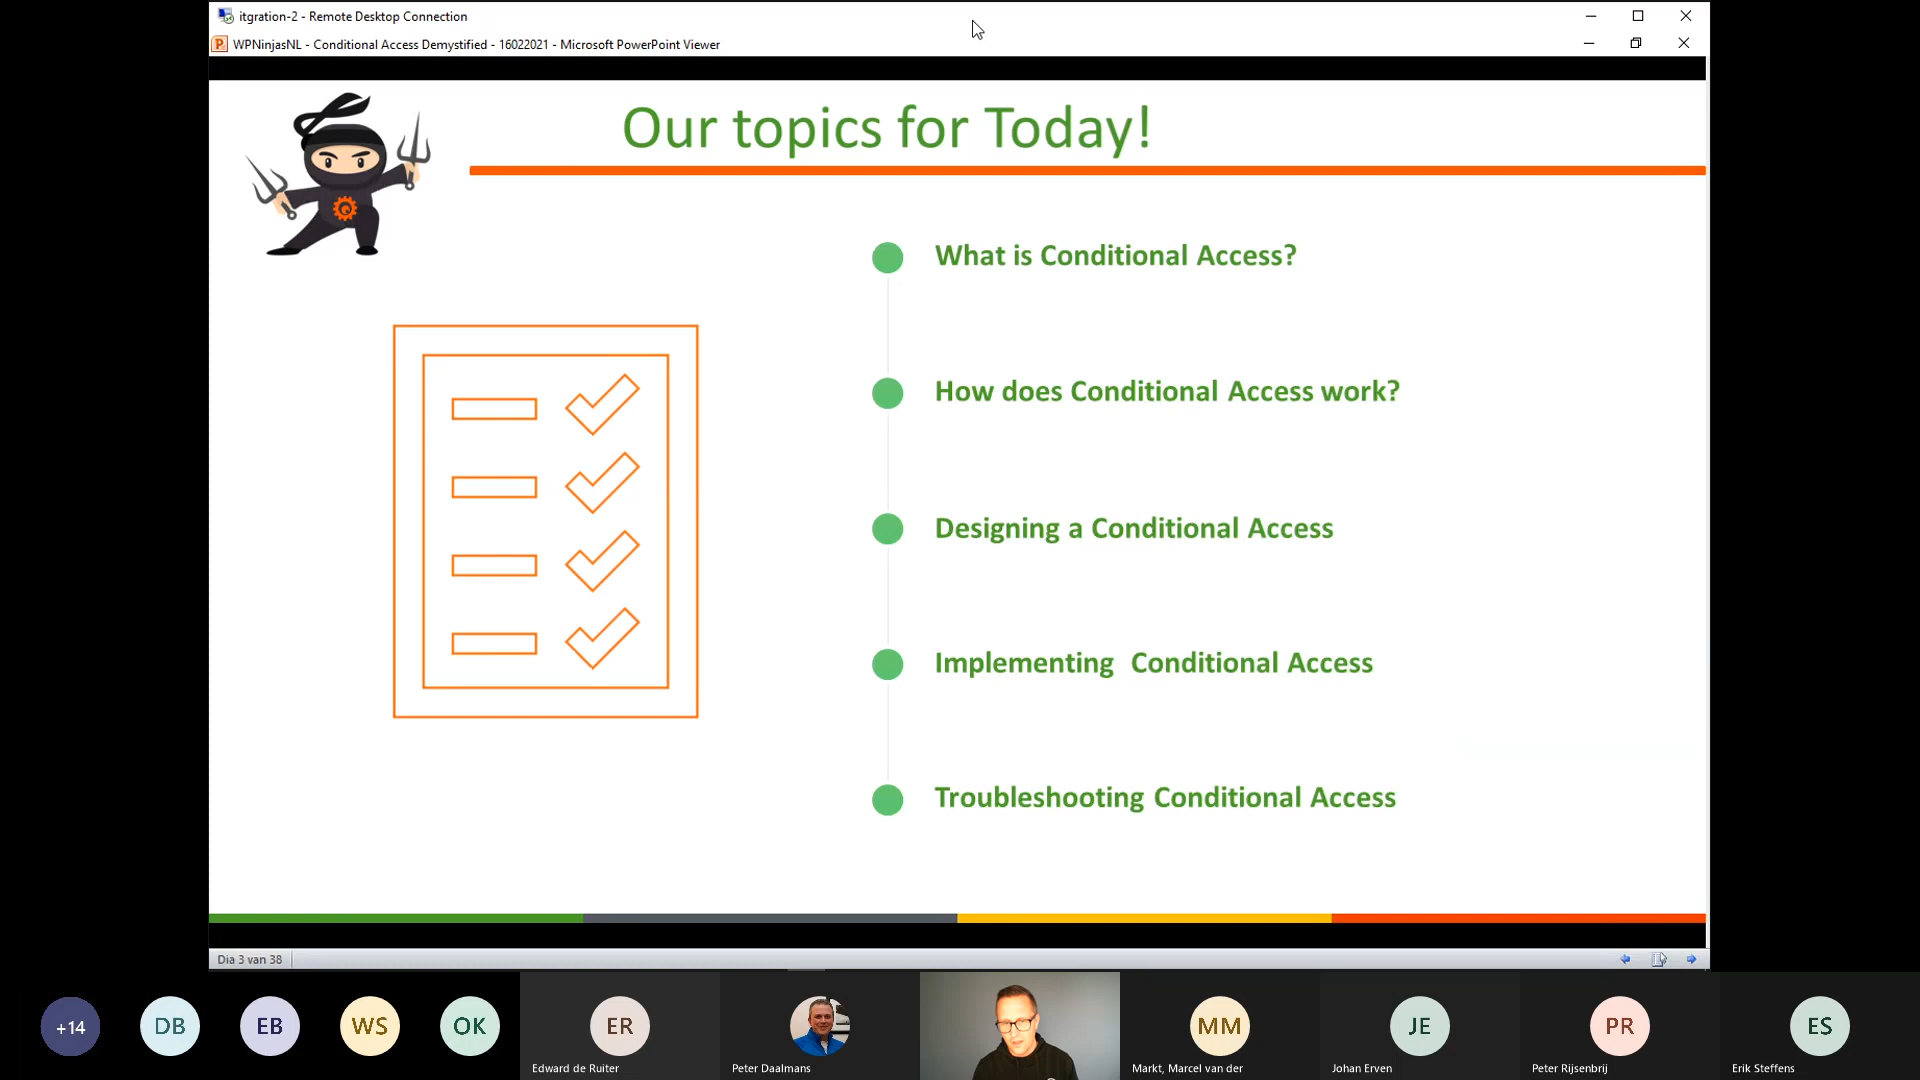 itgration-2 - Remote Desktop Connection
WPNinjasNL - Conditional Access Demystified - 16022021 - Microsoft PowerPoint Viewer
Our topics for Today!
What is Conditional Access?
How does Conditional Access work?
Designing a Conditional Access
Implementing Conditional Access
Troubleshooting Conditional Access
Dia 3 van 38
+14
DB
EB
WS
OK
ER
MM
JE
PR
ES
Edward de Ruiter
Peter Daalmans
Markt, Marcel van der
Johan Erven
Peter Rijsenbrij
Erik Steffens